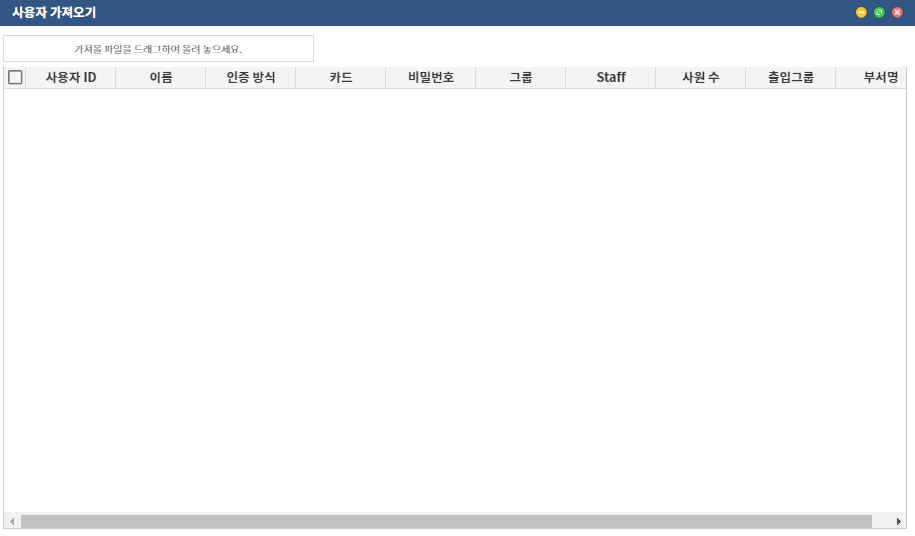 사용자 가져오기
가져올 파일을 드래그하여 올려 놓으세요.
사용자 ID 이름 인증 방식 카드 비밀번호 그룹 Staff 사원 수 출입그룹 부서명